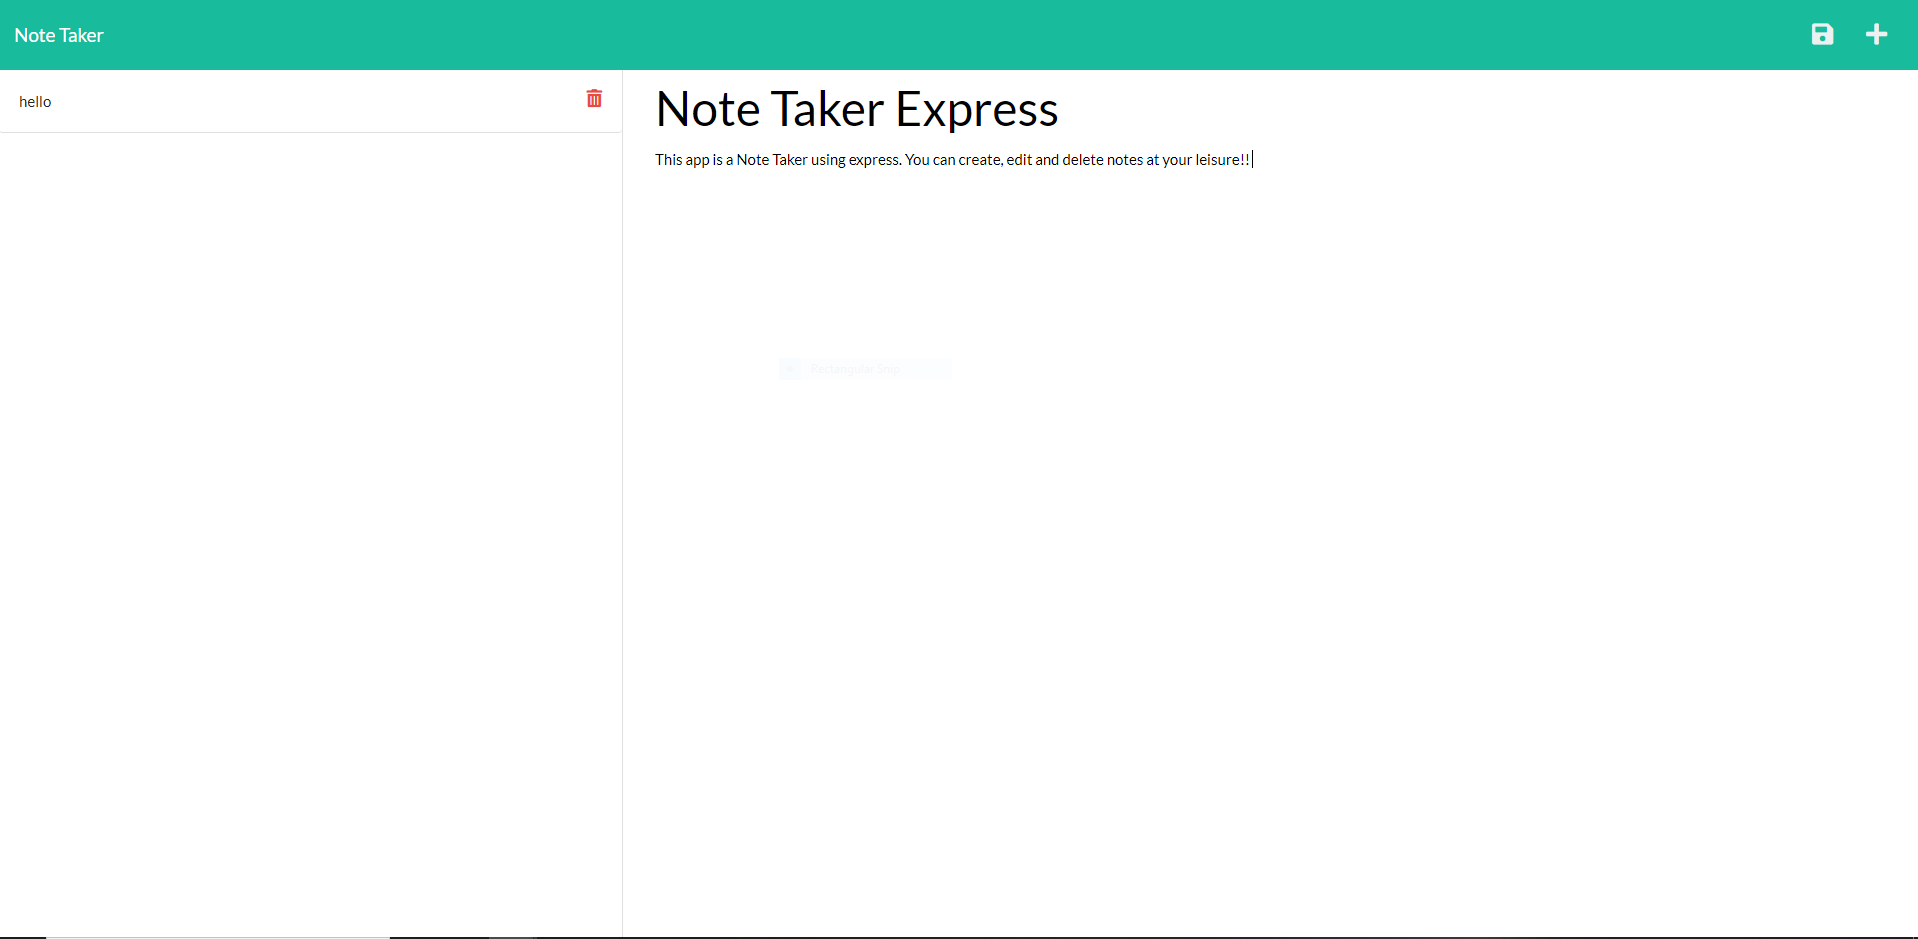 Note Taker
hello
Note Taker Express
This app is a Note Taker using express. You can create, edit and delete notes at your leisure!!
Rectangular Snip